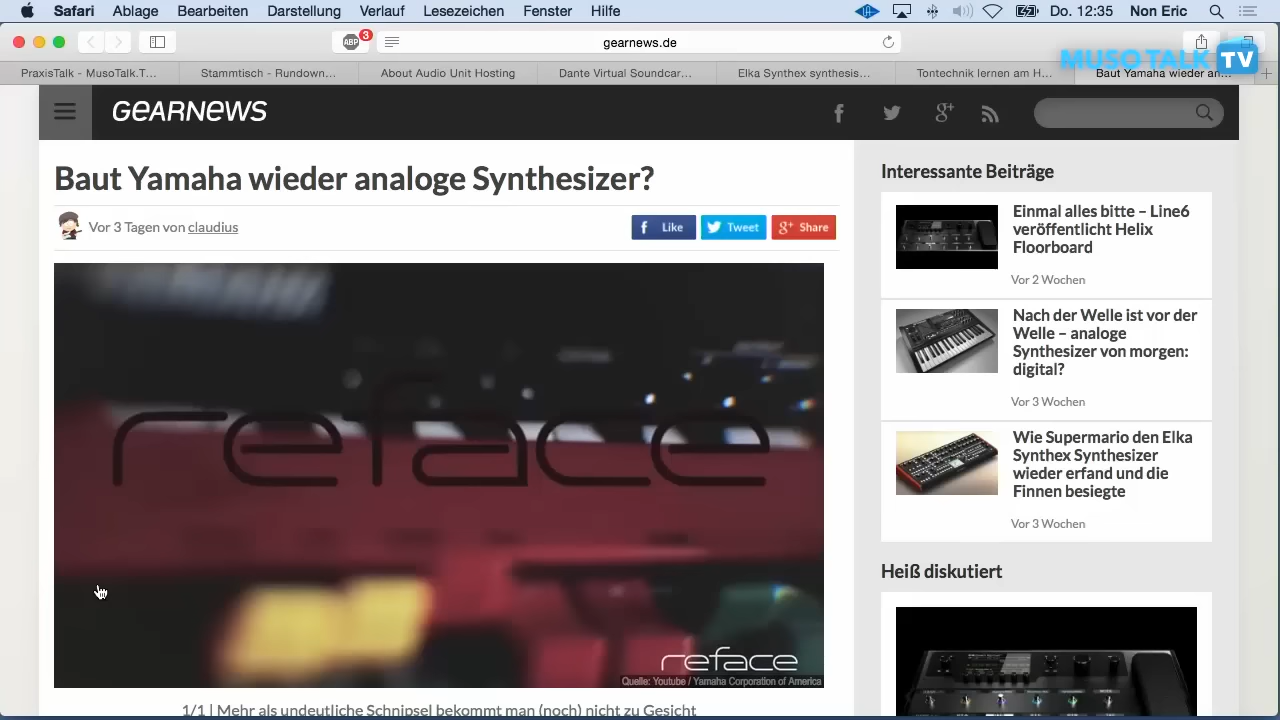 Safari Ablage Bearbeiten Darstellung Verlauf Lesezeichen Fenster Hilfe Do. 12:35 Non Eric
ABP 3 gearnews.de
MUSOTALK TV
PraxisTalk - MusoTalk.T... Stammtisch - Rundown... About Audio Unit Hosting Dante Virtual Soundcar... Elka Synthex synthesis... Tontechnik lernen am H... Baut Yamaha wieder an...
GEARNEWS
Baut Yamaha wieder analoge Synthesizer?
Vor 3 Tagen von claudius
Like Tweet Share
reface
reface
Quelle: Youtube / Yamaha Corporation of America
1/1 | Mehr als undeutliche Schnipsel bekommt man (noch) nicht zu Gesicht
Interessante Beiträge
Einmal alles bitte – Line6
veröffentlicht Helix
Floorboard
Vor 2 Wochen
Nach der Welle ist vor der
Welle – analoge
Synthesizer von morgen:
digital?
Vor 3 Wochen
Wie Supermario den Elka
Synthex Synthesizer
wieder erfand und die
Finnen besiegte
Vor 3 Wochen
Heiß diskutiert